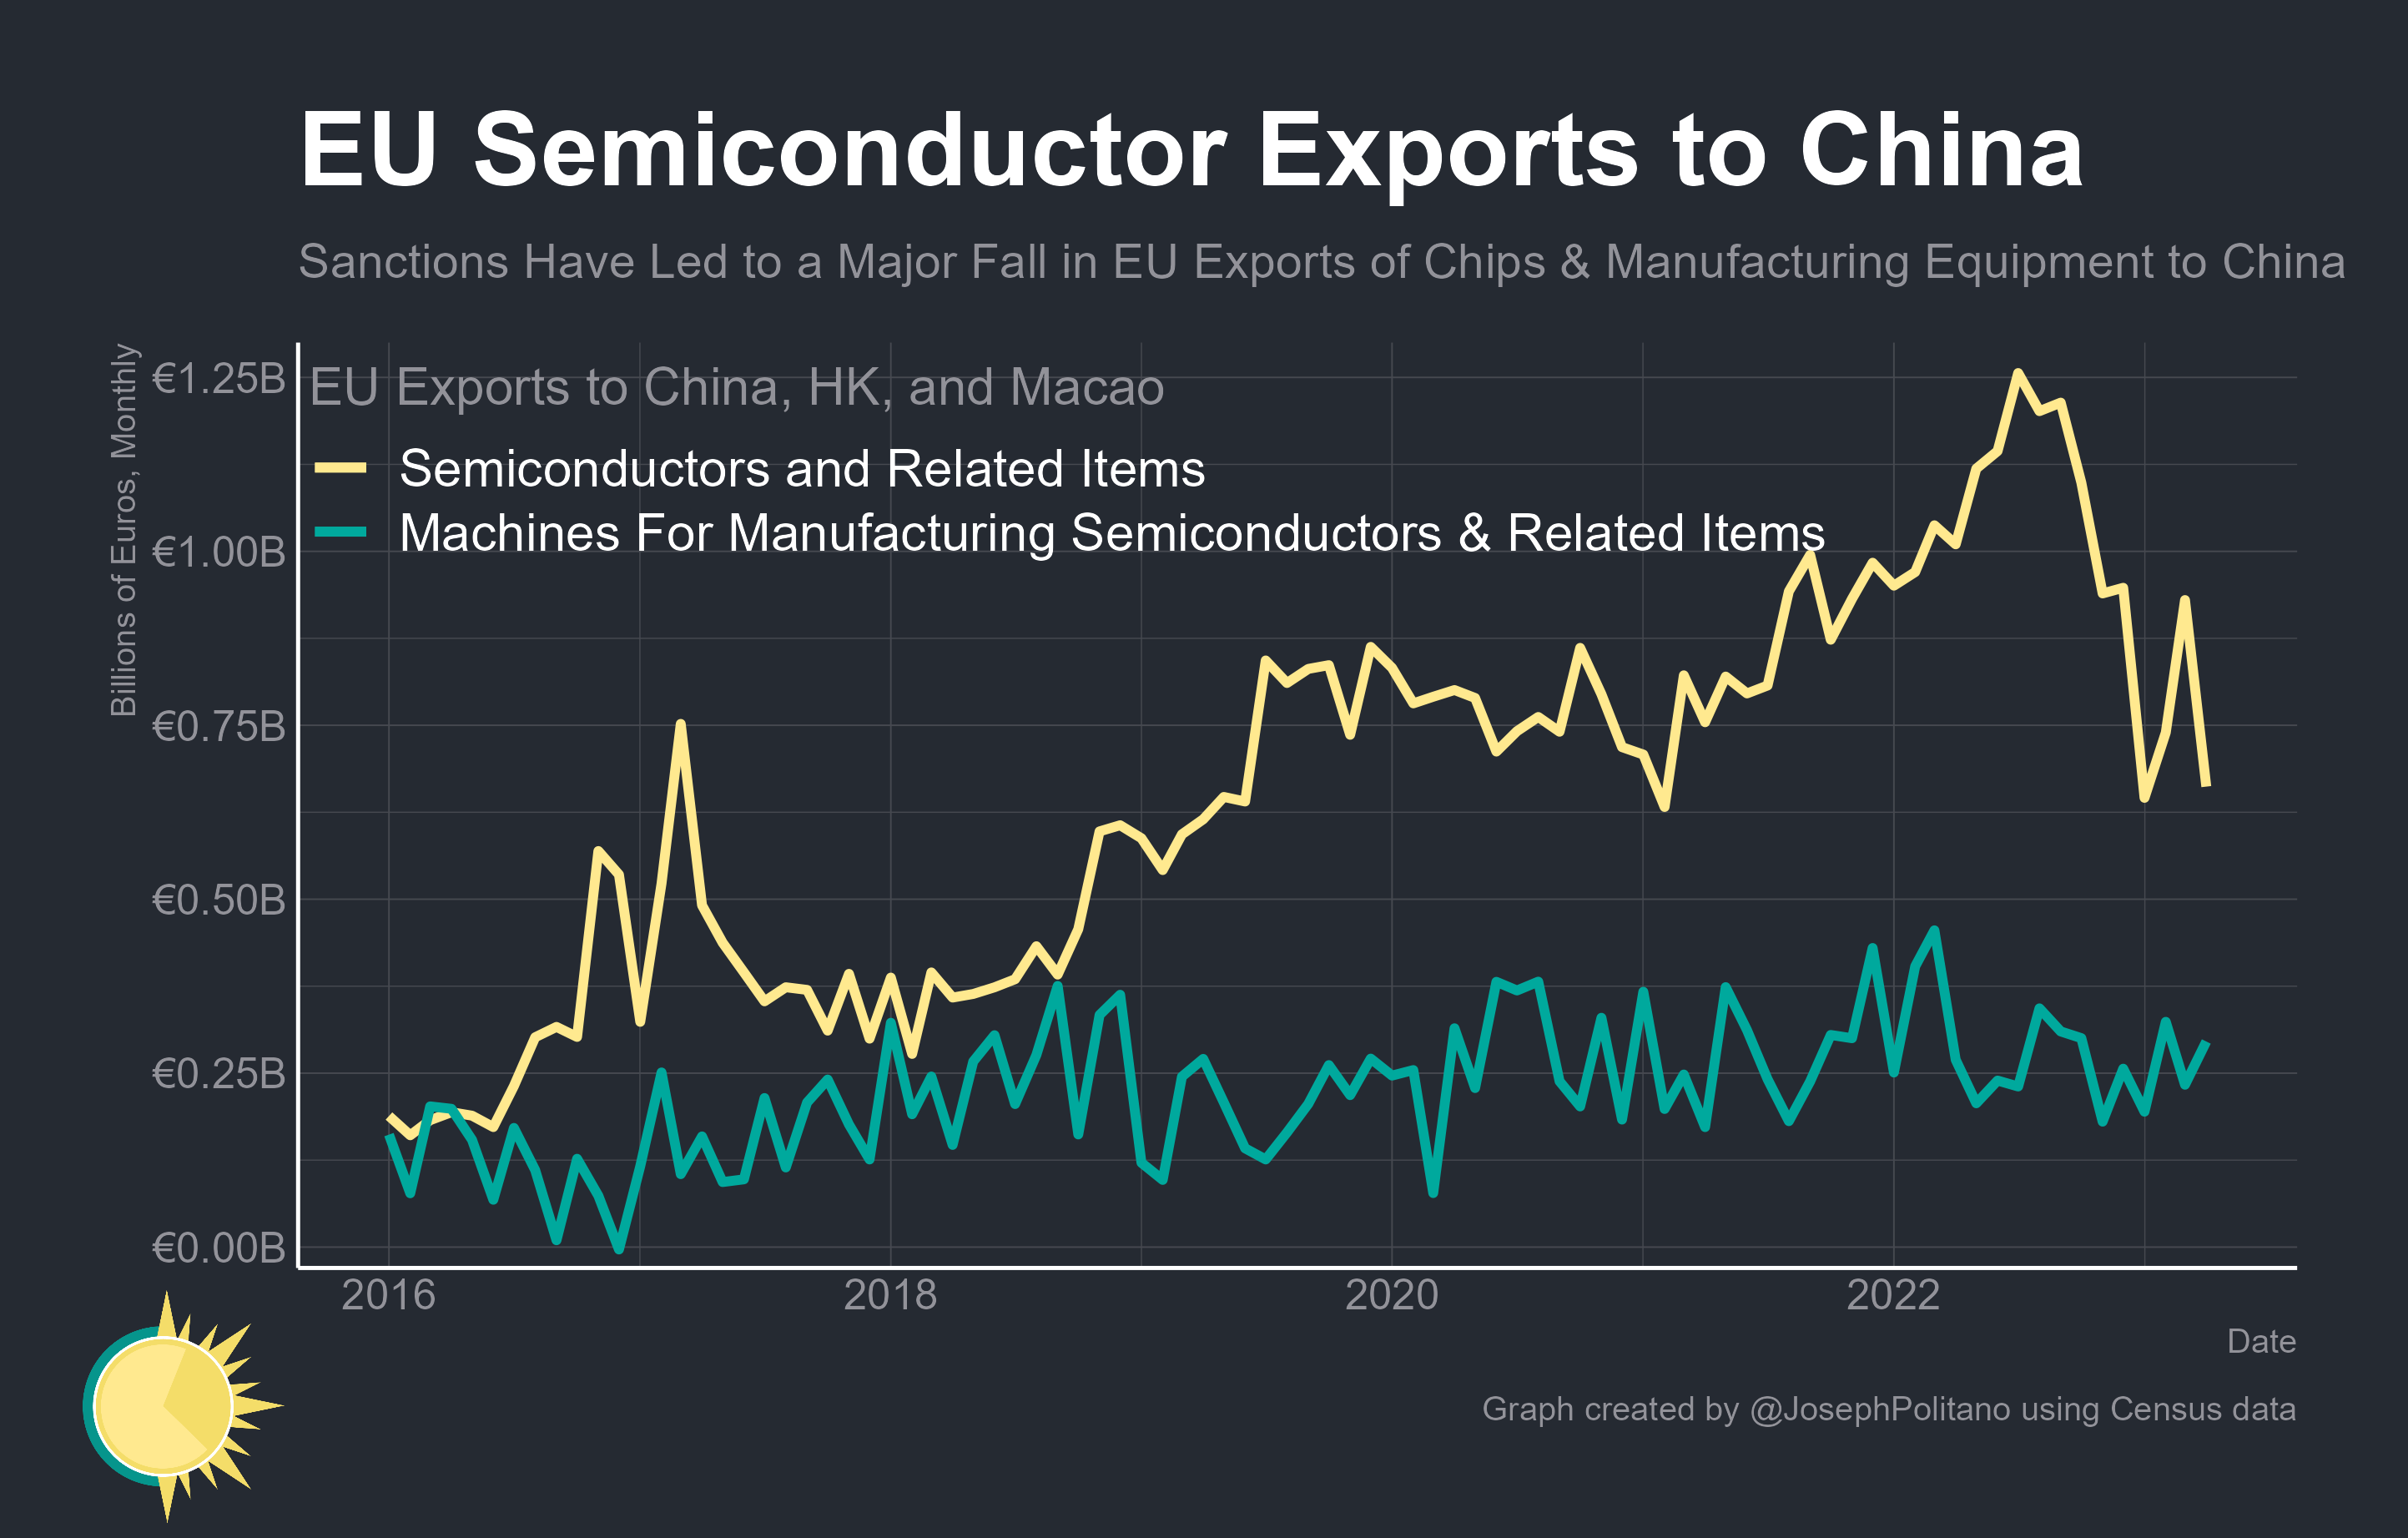 EU Semiconductor Exports to China
Sanctions Have Led to a Major Fall in EU Exports of Chips & Manufacturing Equipment to China
Billions of Euros, Monthly
€1.25B
€1.00B
€0.75B
€0.50B
€0.25B
€0.00B
EU Exports to China, HK, and Macao
Semiconductors and Related Items
Machines For Manufacturing Semiconductors & Related Items
2016 2018 2020 2022
Date
Graph created by @JosephPolitano using Census data